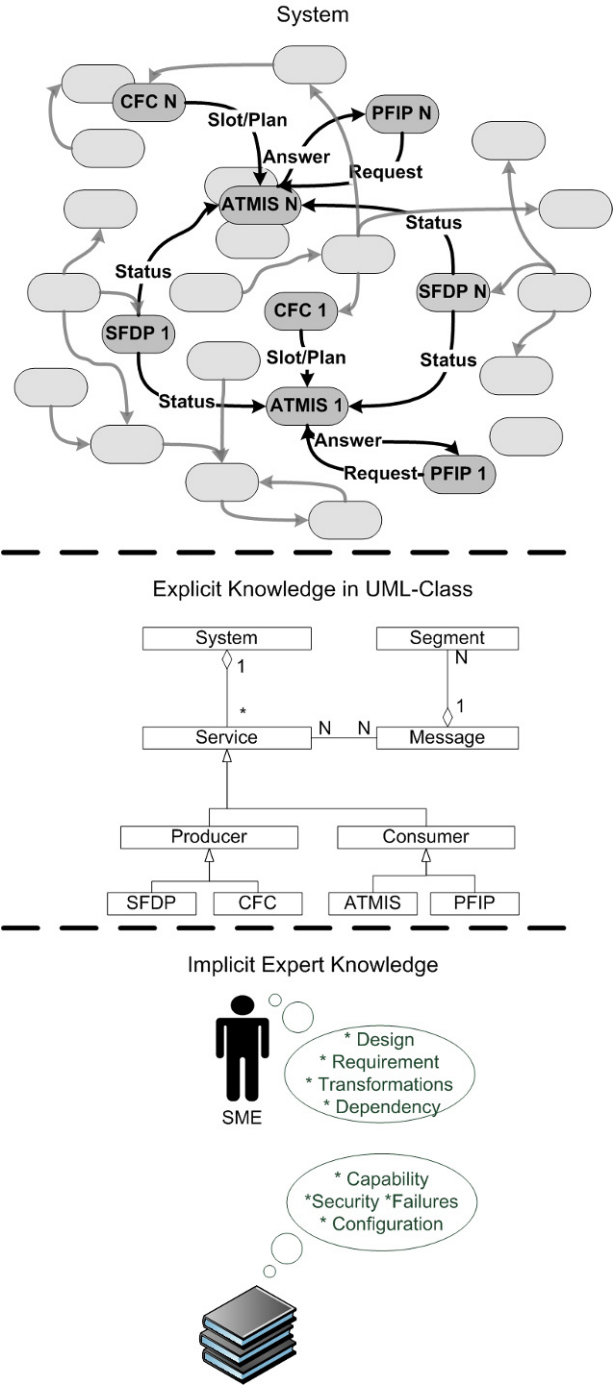 System
CFC N
PFIP N
Slot/Plan
Answer
Request
ATMIS N
Status
Status
SFDP N
CFC 1
SFDP 1
Slot/Plan
Status
Status
ATMIS 1
Answer
Request
PFIP 1
Explicit Knowledge in UML-Class
System
Segment
1
N
*
1
Service
N
N
Message
Producer
Consumer
SFDP
CFC
ATMIS
PFIP
Implicit Expert Knowledge
* Design
* Requirement
* Transformations
* Dependency
SME
* Capability
*Security *Failures
* Configuration